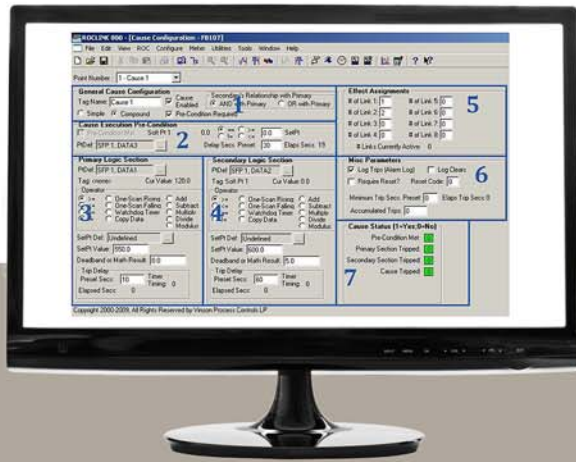 ROCLINK 800 - [Cause Configuration - FB107]
File Edit View ROC Configure Meter Utilities Tools Window Help
Point Number: 1 - Cause 1
General Cause Configuration
Tag Name: Cause 1
Cause Enabled
Secondary's Relationship with Primary
AND with Primary OR with Primary
Simple Compound Pre-Condition Required
1
Cause Execution Pre-Condition
Pre-Condition Met Soft Pt 1 0.0 0.0 SetPt
PtDef: SFP 1, DATA3 ... Delay Secs: Preset 30 Elaps Secs 19
2
Primary Logic Section
PtDef: SFP 1, DATA1 ...
Tag: <none> Cur Value: 120.0
Operator
>= One-Scan Rising Add
One-Scan Falling Subtract
Watchdog Timer Multiple
Copy Data Divide
Modulus
3
SetPt Def: Undefined ...
SetPt Value: 550.0
Deadband or Math Result: 0.0
Trip Delay
Preset Secs: 10 Timer
Elapsed Secs: 0 Timing: 0
Secondary Logic Section
PtDef: SFP 1, DATA2 ...
Tag: Soft Pt 1 Cur Value: 0.0
Operator
>= One-Scan Rising Add
One-Scan Falling Subtract
Watchdog Timer Multiple
Copy Data Divide
Modulus
4
SetPt Def: Undefined ...
SetPt Value: 600.0
Deadband or Math Result: 5.0
Trip Delay
Preset Secs: 60 Timer
Elapsed Secs: 0 Timing: 0
Effect Assignments
# of Link 1: 1 # of Link 5: 0
# of Link 2: 2 # of Link 6: 0
# of Link 3: 0 # of Link 7: 0
# of Link 4: 0 # of Link 8: 0
# Links Currently Active 0
5
Misc Parameters
Log Trips (Alarm Log) Log Clears
Require Reset? Reset Code: 0
Minimum Trip Secs: Preset 0 Elaps Trip Secs 0
Accumulated Trips: 0
6
Cause Status (1=Yes;0=No)
Pre-Condition Met
Primary Section Tripped
Secondary Section Tripped
Cause Tripped
7
Copyright 2000-2009, All Rights Reserved by Vinson Process Controls LP